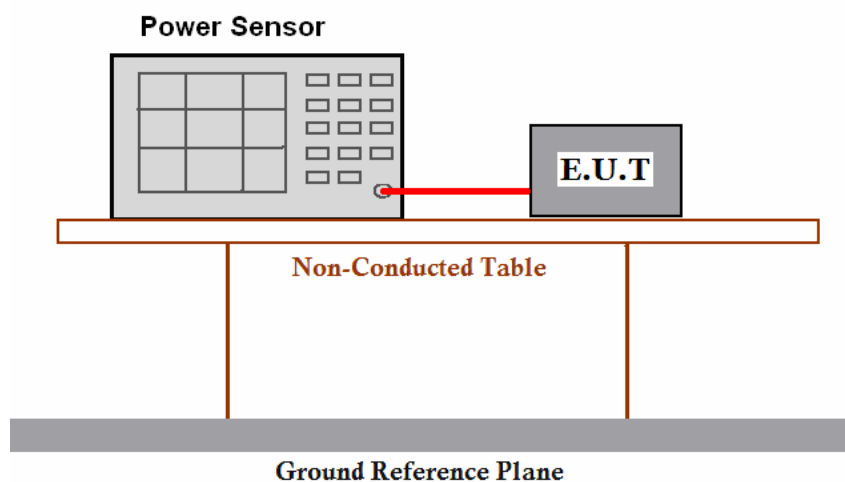 Power Sensor
E.U.T
Non-Conducted Table
Ground Reference Plane